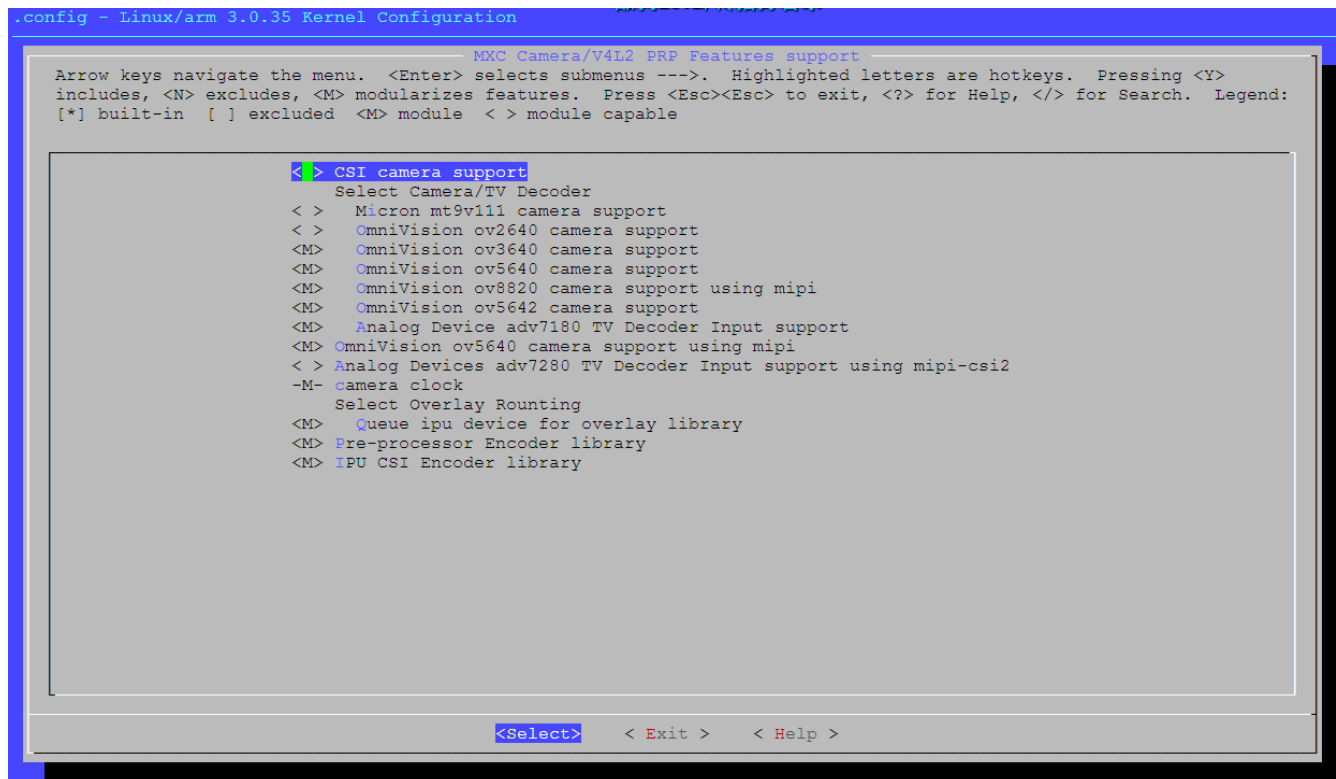 .config - Linux/arm 3.0.35 Kernel Configuration
MXC Camera/V4L2 PRP Features support
Arrow keys navigate the menu.  <Enter> selects submenus --->.  Highlighted letters are hotkeys.  Pressing <Y>
includes, <N> excludes, <M> modularizes features.  Press <Esc><Esc> to exit, <?> for Help, </> for Search.  Legend:
[*] built-in  [ ] excluded  <M> module  < > module capable
< > CSI camera support
Select Camera/TV Decoder
< >   Micron mt9v111 camera support
< >   OmniVision ov2640 camera support
<M>   OmniVision ov3640 camera support
<M>   OmniVision ov5640 camera support
<M>   OmniVision ov8820 camera support using mipi
<M>   OmniVision ov5642 camera support
<M>   Analog Device adv7180 TV Decoder Input support
<M> OmniVision ov5640 camera support using mipi
< > Analog Devices adv7280 TV Decoder Input support using mipi-csi2
-M- camera clock
Select Overlay Rounting
<M>   Queue ipu device for overlay library
<M> Pre-processor Encoder library
<M> IPU CSI Encoder library
<Select>    < Exit >    < Help >